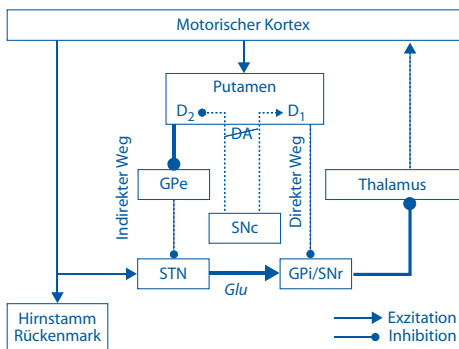 Motorischer Kortex
Putamen
D2 D1
DA
Indirekter Weg
Direkter Weg
GPe
Thalamus
SNc
STN
GPi/SNr
Glu
Hirnstamm
Rückenmark
Exzitation
Inhibition